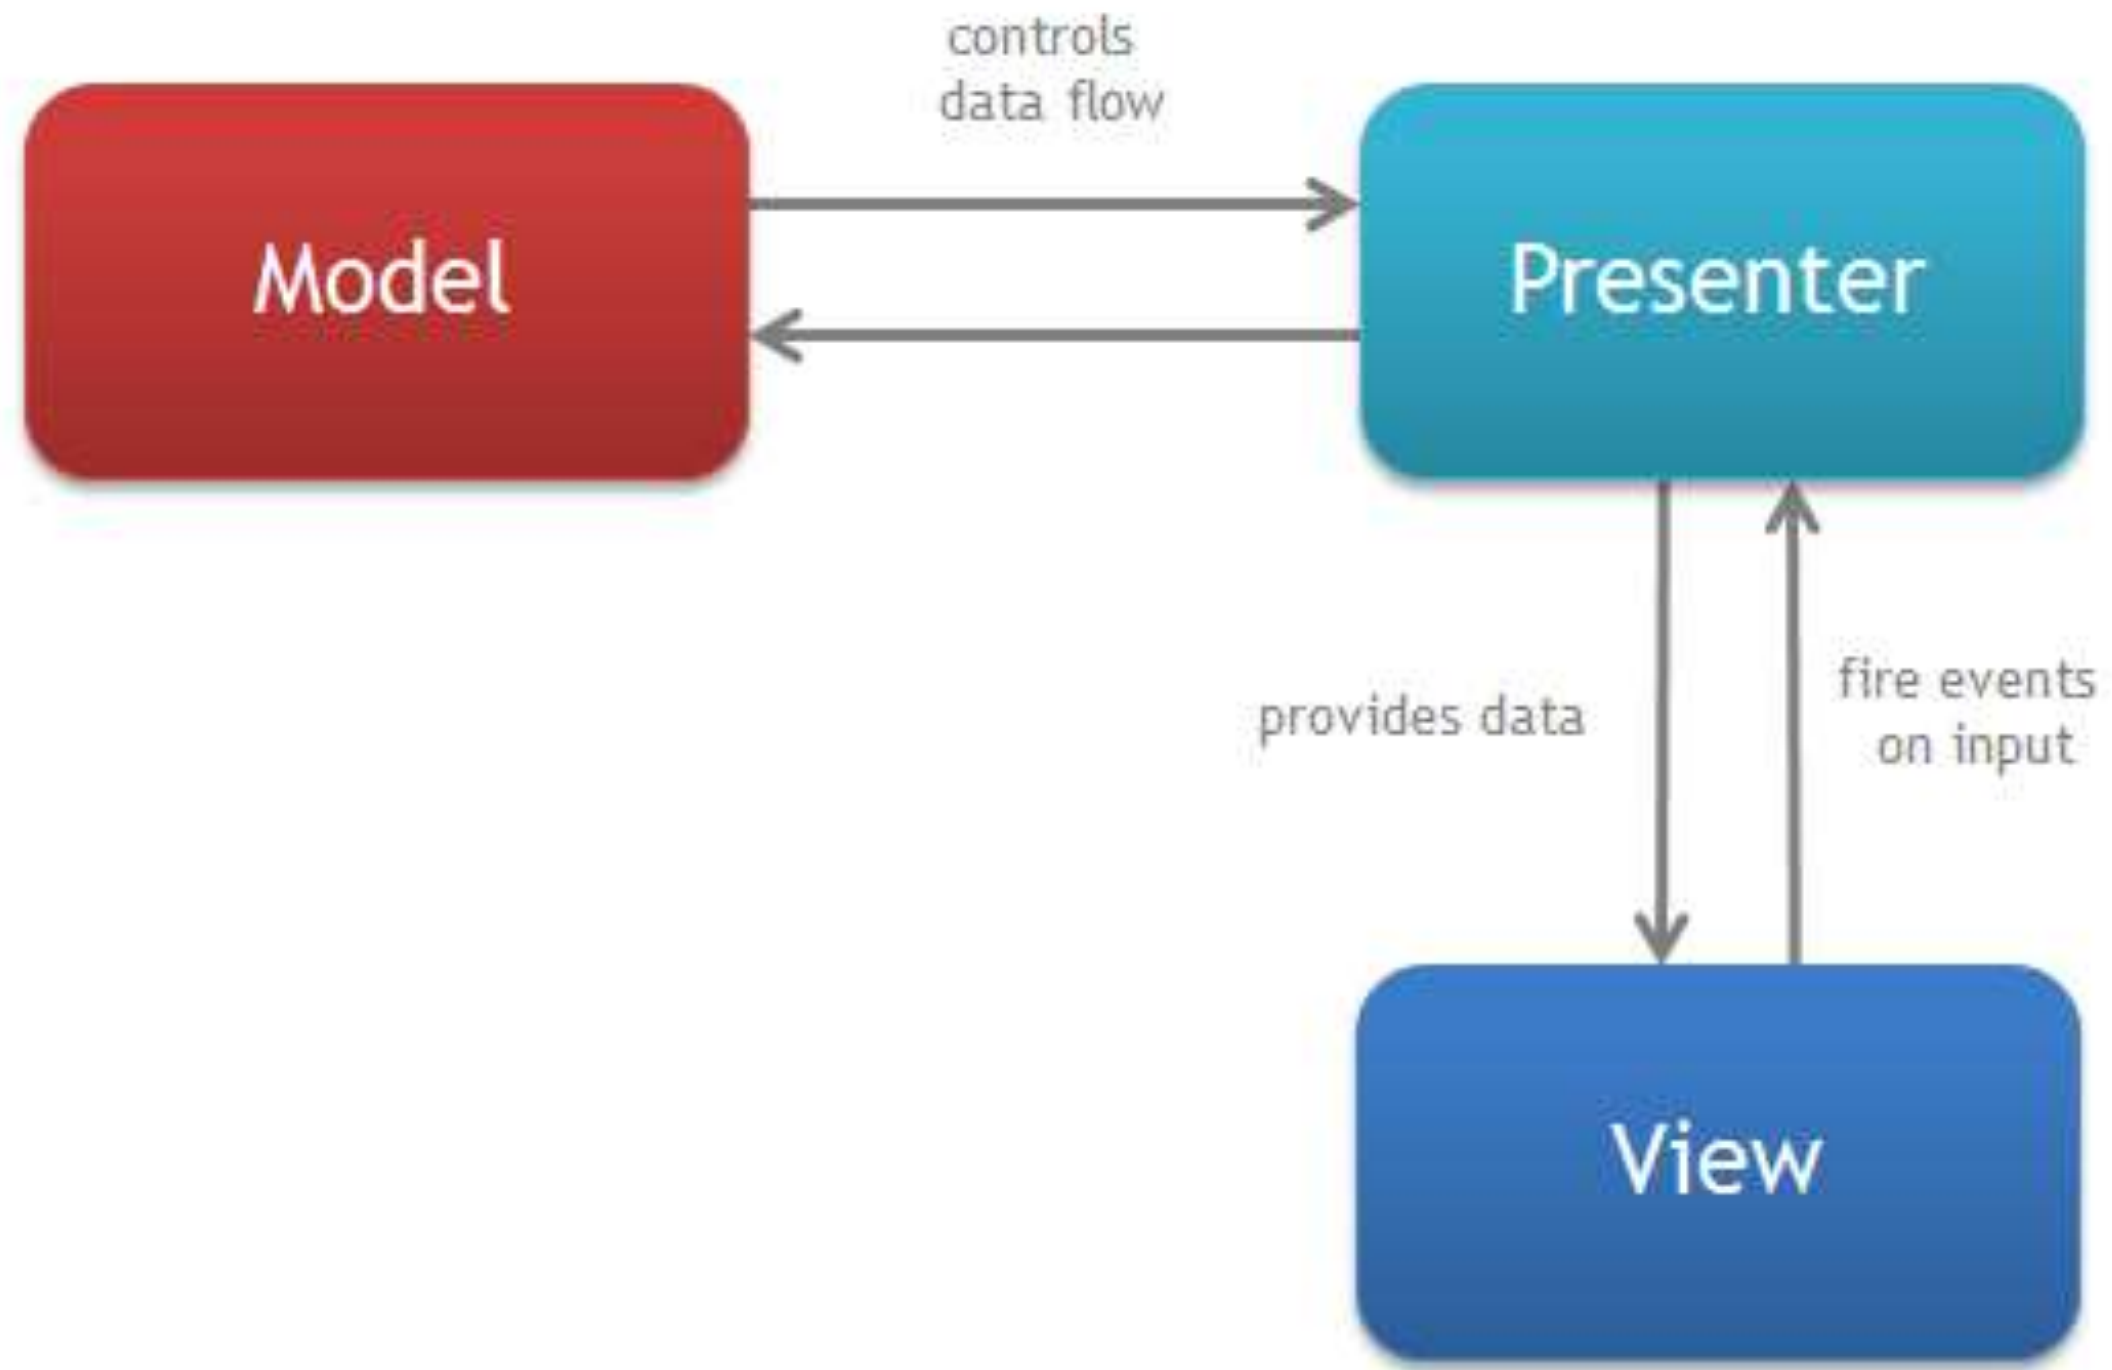 controls
data flow
Model
Presenter
provides data
fire events
on input
View